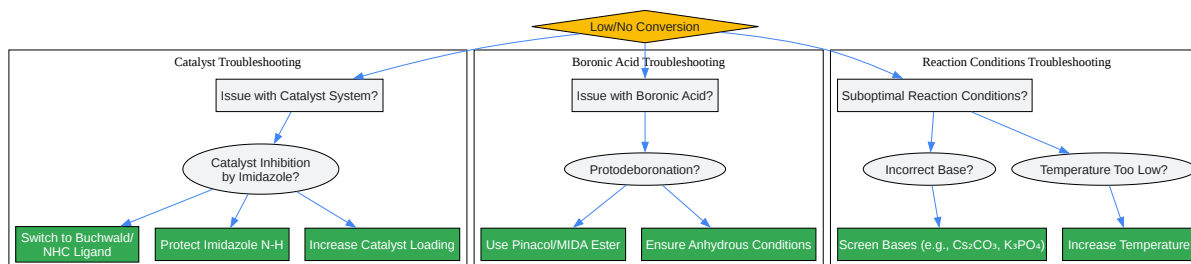 Low/No Conversion
Catalyst Troubleshooting
Boronic Acid Troubleshooting
Reaction Conditions Troubleshooting
Issue with Catalyst System?
Issue with Boronic Acid?
Suboptimal Reaction Conditions?
Catalyst Inhibition
by Imidazole?
Protodeboronation?
Incorrect Base?
Temperature Too Low?
Switch to Buchwald/
NHC Ligand
Protect Imidazole N-H
Increase Catalyst Loading
Use Pinacol/MIDA Ester
Ensure Anhydrous Conditions
Screen Bases (e.g., Cs₂CO₃, K₃PO₄)
Increase Temperature